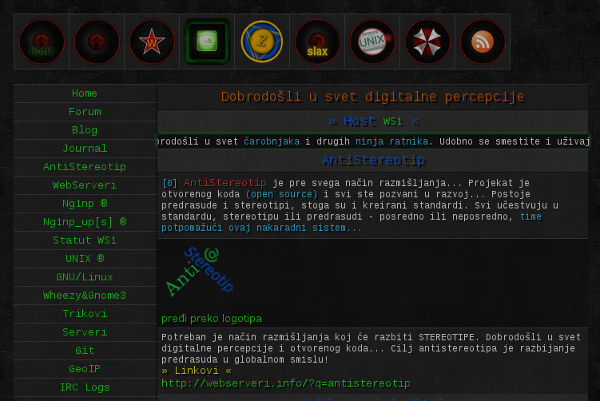 Host
W
slax
UNIX
Dobrodošli u svet digitalne percepcije
» Host WS1 «
brodošli u svet čarobnjaka i drugih ninja ratnika. Udobno se smestite i uživaj
AntiStereotip
Home
Forum
Blog
Journal
AntiStereotip
WebServeri
Ng1np ®
Ng1np_up[s] ®
Statut WS1
UNIX ®
GNU/Linux
Wheezy&Gnome3
Trikovi
Serveri
Git
GeoIP
IRC Logs
[0] AntiStereotip je pre svega način razmišljanja... Projekat je
otvorenog koda (open source) i svi ste pozvani u razvoj... Postoje
predrasude i stereotipi, stoga su i kreirani standardi. Svi učestvuju u
standardu, stereotipu ili predrasudi - posredno ili neposredno, time
potpomažući ovaj nakaradni sistem...
Anti@
Stereotip
pređi preko logotipa
Potreban je način razmišljanja koj će razbiti STEREOTIPE. Dobrodošli u svet
digitalne percepcije i otvorenog koda... Cilj antistereotipa je razbijanje
predrasuda u globalnom smislu!
» Linkovi «
http://webserveri.info/?q=antistereotip